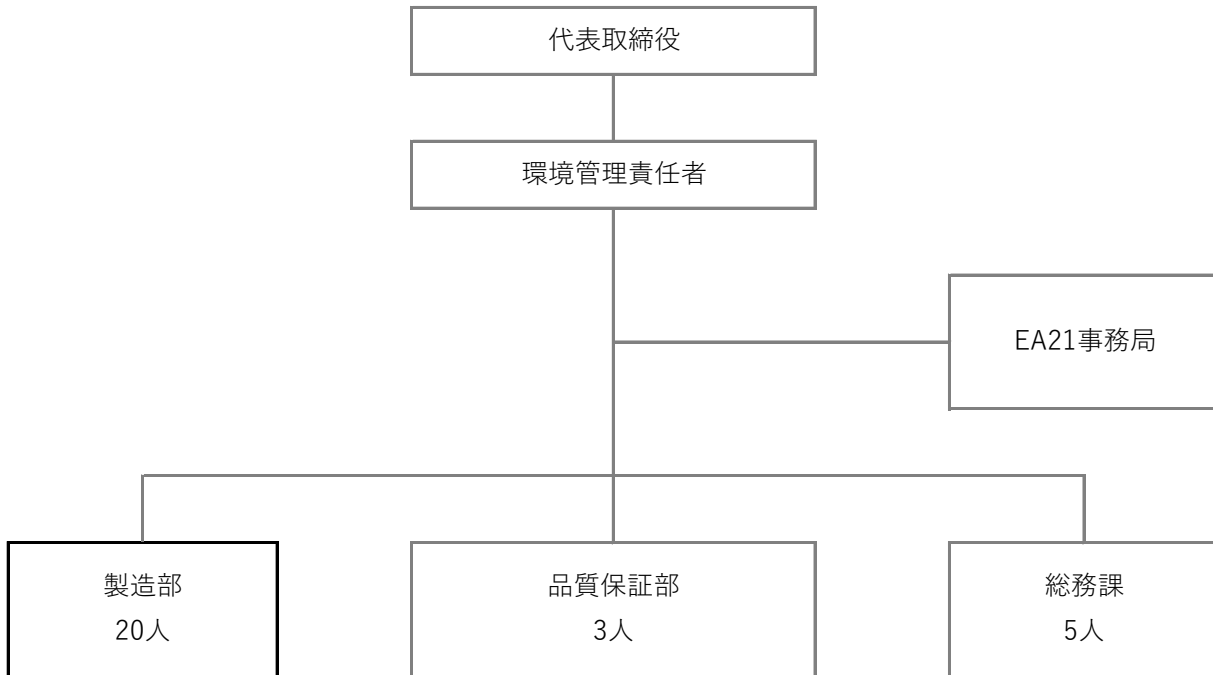 代表取締役
環境管理責任者
EA21事務局
製造部
20人
品質保証部
3人
総務課
5人